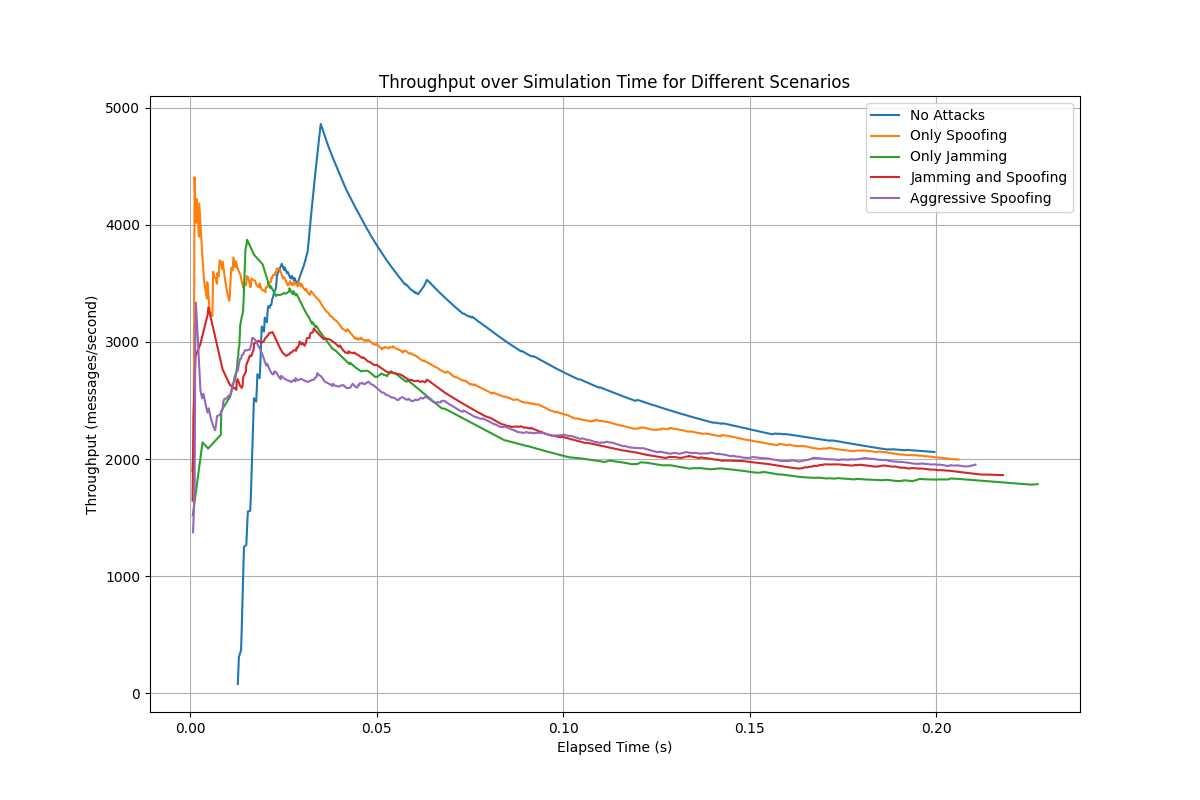 Throughput over Simulation Time for Different Scenarios
5000
4000
3000
2000
1000
0
Throughput (messages/second)
No Attacks
Only Spoofing
Only Jamming
Jamming and Spoofing
Aggressive Spoofing
0.00 0.05 0.10 0.15 0.20
Elapsed Time (s)